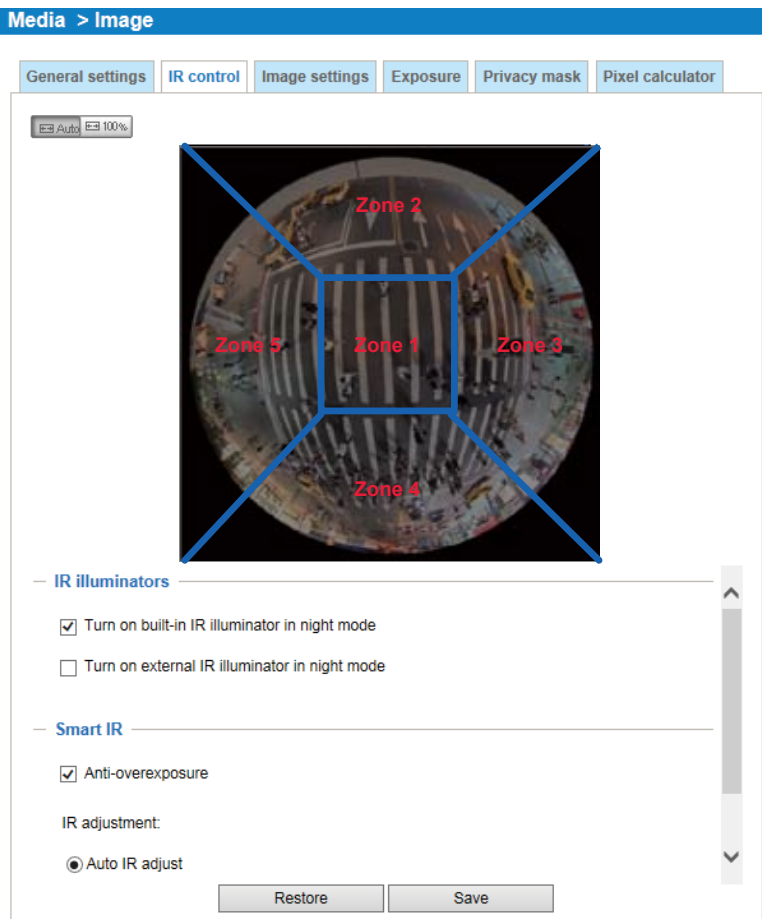 Media > Image
General settings
IR control
Image settings
Exposure
Privacy mask
Pixel calculator
Auto
100%
Zone 2
Zone 5
Zone 1
Zone 3
Zone 4
IR illuminators
Turn on built-in IR illuminator in night mode
Turn on external IR illuminator in night mode
Smart IR
Anti-overexposure
IR adjustment:
Auto IR adjust
Restore
Save